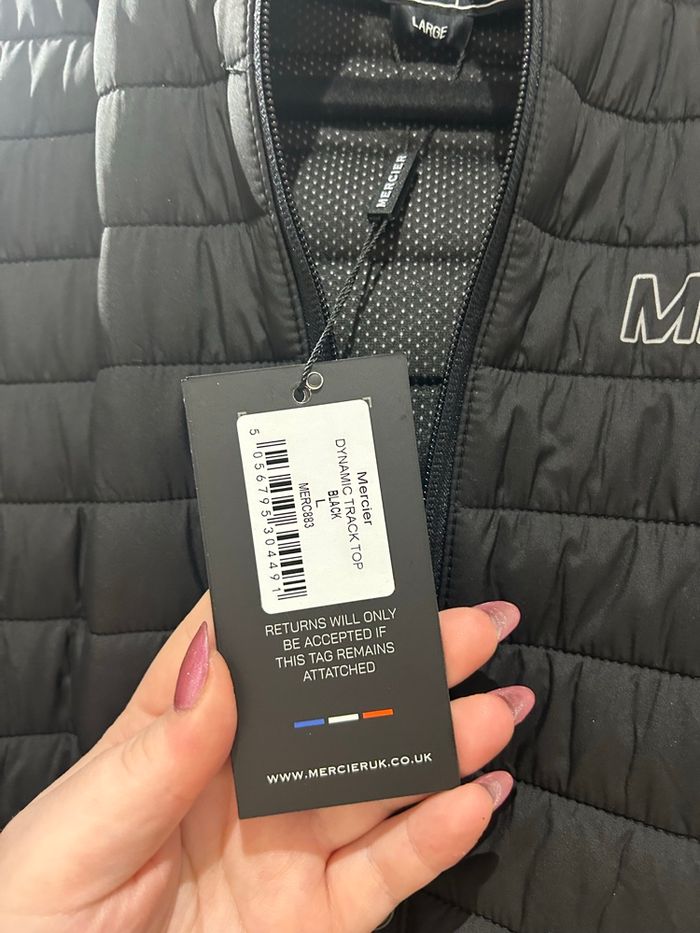 LARGE
MERCIER
M
Mercier
DYNAMIC TRACK TOP
BLACK
L
MERC883
5 056795 304491
RETURNS WILL ONLY
BE ACCEPTED IF
THIS TAG REMAINS
ATTATCHED
WWW.MERCIERUK.CO.UK